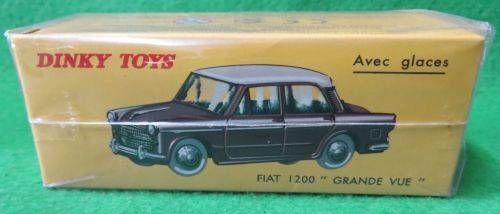 DINKY TOYS
Avec glaces
FIAT 1200 " GRANDE VUE "